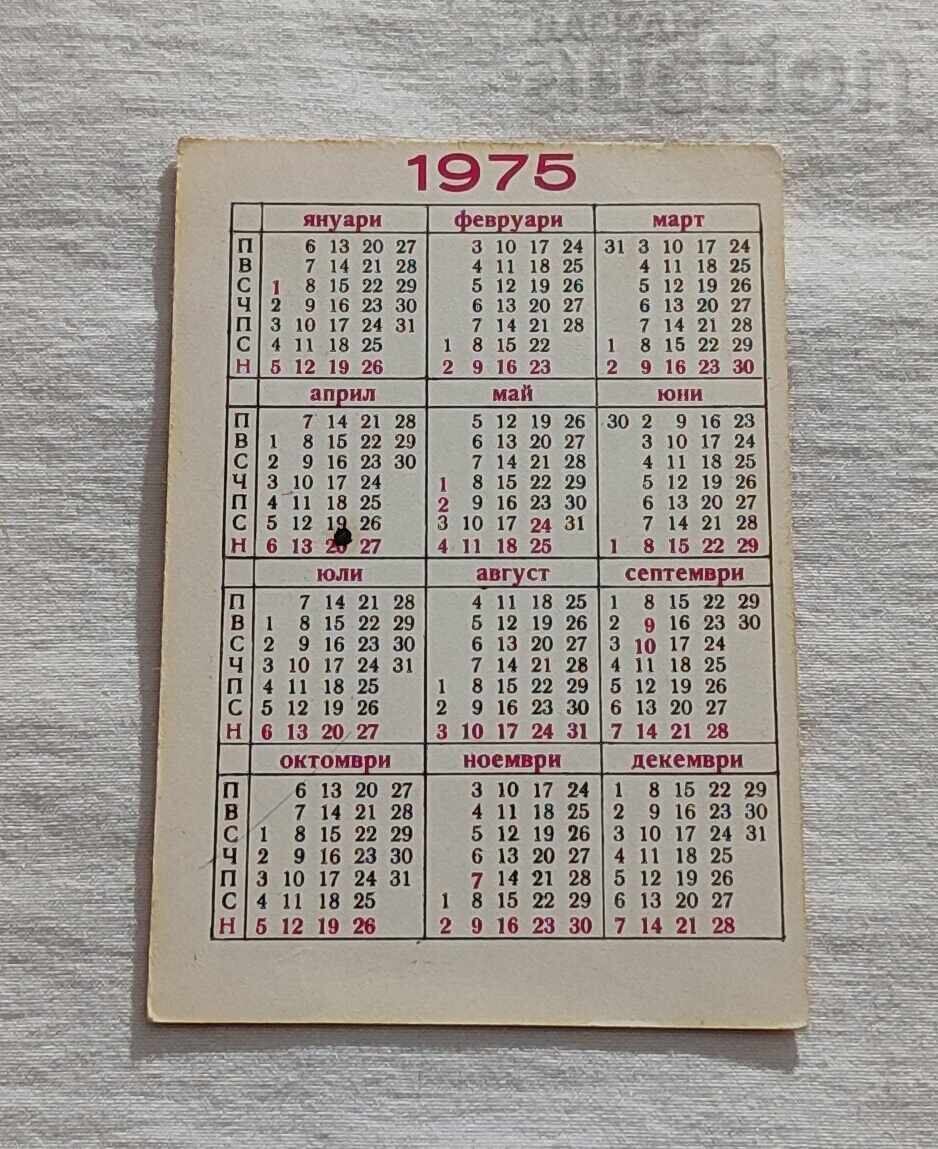 1975
януари февруари март
П 6 13 20 27 3 10 17 24 31 3 10 17 24
В 7 14 21 28 4 11 18 25 4 11 18 25
С 1 8 15 22 29 5 12 19 26 5 12 19 26
Ч 2 9 16 23 30 6 13 20 27 6 13 20 27
П 3 10 17 24 31 7 14 21 28 7 14 21 28
С 4 11 18 25 1 8 15 22 1 8 15 22 29
Н 5 12 19 26 2 9 16 23 2 9 16 23 30
април май юни
П 7 14 21 28 5 12 19 26 30 2 9 16 23
В 1 8 15 22 29 6 13 20 27 3 10 17 24
С 2 9 16 23 30 7 14 21 28 4 11 18 25
Ч 3 10 17 24 1 8 15 22 29 5 12 19 26
П 4 11 18 25 2 9 16 23 30 6 13 20 27
С 5 12 19 26 3 10 17 24 31 7 14 21 28
Н 6 13 20 27 4 11 18 25 1 8 15 22 29
юли август септември
П 7 14 21 28 4 11 18 25 1 8 15 22 29
В 1 8 15 22 29 5 12 19 26 2 9 16 23 30
С 2 9 16 23 30 6 13 20 27 3 10 17 24
Ч 3 10 17 24 31 7 14 21 28 4 11 18 25
П 4 11 18 25 1 8 15 22 29 5 12 19 26
С 5 12 19 26 2 9 16 23 30 6 13 20 27
Н 6 13 20 27 3 10 17 24 31 7 14 21 28
октомври ноември декември
П 6 13 20 27 3 10 17 24 1 8 15 22 29
В 7 14 21 28 4 11 18 25 2 9 16 23 30
С 1 8 15 22 29 5 12 19 26 3 10 17 24 31
Ч 2 9 16 23 30 6 13 20 27 4 11 18 25
П 3 10 17 24 31 7 14 21 28 5 12 19 26
С 4 11 18 25 1 8 15 22 29 6 13 20 27
Н 5 12 19 26 2 9 16 23 30 7 14 21 28